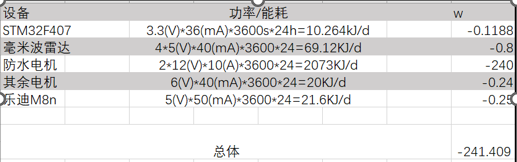 设备 功率/能耗 w
STM32F407 3.3(V)*36(mA)*3600s*24h=10.264kJ/d -0.1188
毫米波雷达 4*5(V)*40(mA)*3600*24=69.12KJ/d -0.8
防水电机 2*12(V)*10(A)*3600*24=2073KJ/d -240
其余电机 6(V)*40(mA)*3600*24=20KJ/d -0.24
乐迪M8n 5(V)*50(mA)*3600*24=21.6KJ/d -0.25
总体 -241.409